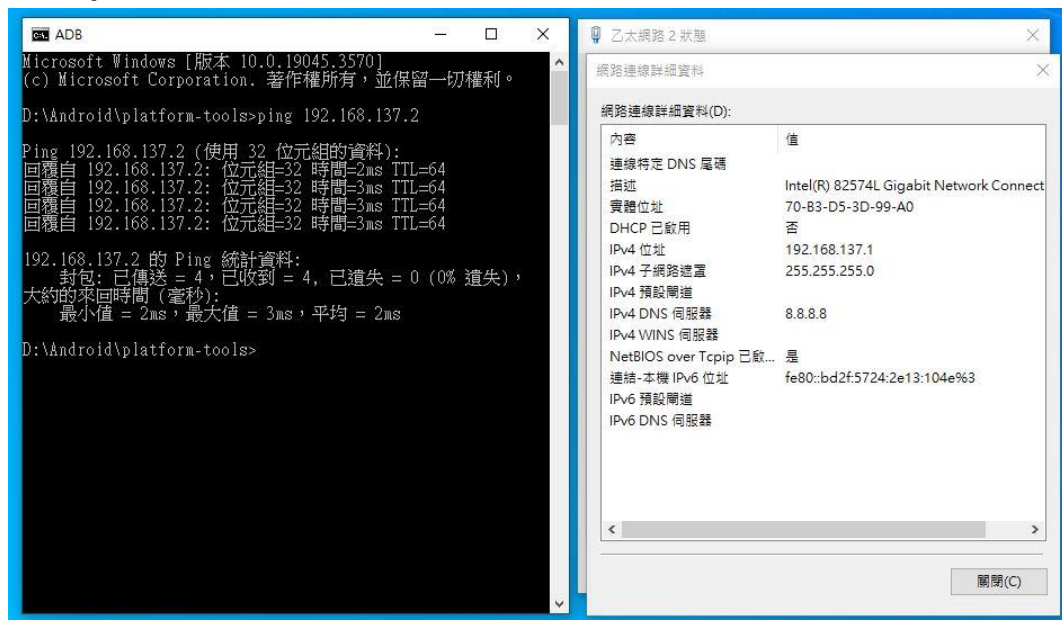 ADB
Microsoft Windows [版本 10.0.19045.3570]
(c) Microsoft Corporation. 著作權所有，並保留一切權利。
D:\Android\platform-tools>ping 192.168.137.2
Ping 192.168.137.2 (使用 32 位元組的資料):
回覆自 192.168.137.2: 位元組=32 時間=2ms TTL=64
回覆自 192.168.137.2: 位元組=32 時間=3ms TTL=64
回覆自 192.168.137.2: 位元組=32 時間=3ms TTL=64
回覆自 192.168.137.2: 位元組=32 時間=3ms TTL=64
192.168.137.2 的 Ping 統計資料:
封包: 已傳送 = 4，已收到 = 4, 已遺失 = 0 (0% 遺失)，
大約的來回時間 (毫秒):
最小值 = 2ms，最大值 = 3ms，平均 = 2ms
D:\Android\platform-tools>
乙太網路 2 狀態
網路連線詳細資料
網路連線詳細資料(D):
內容 值
連線特定 DNS 尾碼
描述 Intel(R) 82574L Gigabit Network Connect
實體位址 70-B3-D5-3D-99-A0
DHCP 已啟用 否
IPv4 位址 192.168.137.1
IPv4 子網路遮罩 255.255.255.0
IPv4 預設閘道
IPv4 DNS 伺服器 8.8.8.8
IPv4 WINS 伺服器
NetBIOS over Tcpip 已啟... 是
連結-本機 IPv6 位址 fe80::bd2f:5724:2e13:104e%3
IPv6 預設閘道
IPv6 DNS 伺服器
關閉(C)